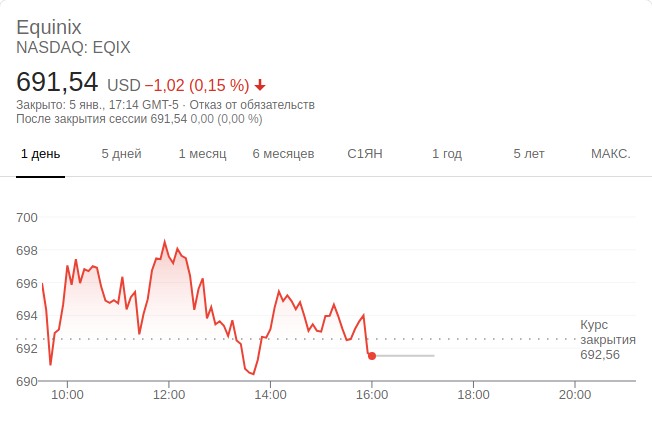 Equinix
NASDAQ: EQIX
691,54 USD −1,02 (0,15 %)
Закрыто: 5 янв., 17:14 GMT-5 · Отказ от обязательств
После закрытия сессии 691,54 0,00 (0,00 %)
1 день 5 дней 1 месяц 6 месяцев С1ЯН 1 год 5 лет МАКС.
700
698
696
694
692
690
Курс
закрытия
692,56
10:00 12:00 14:00 16:00 18:00 20:00